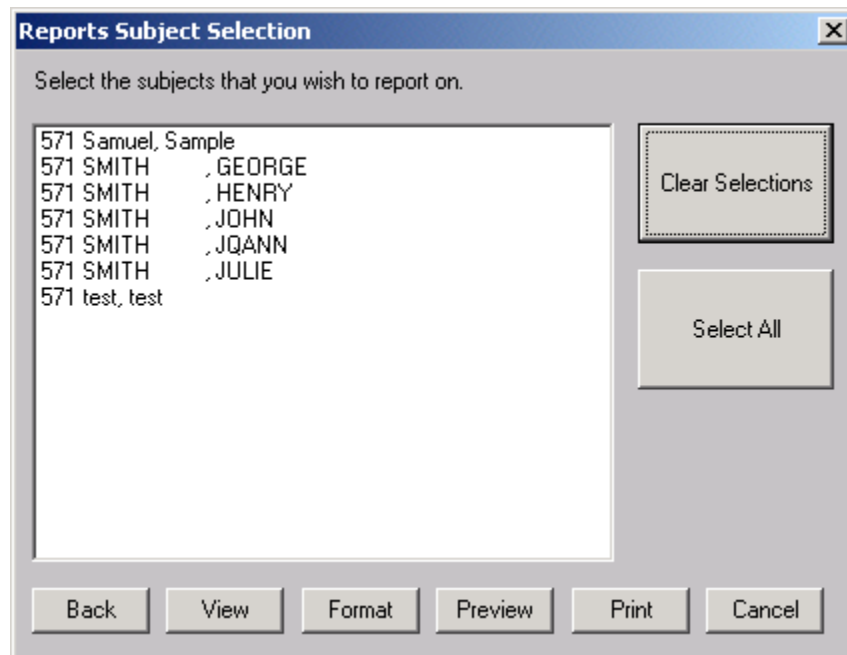 Reports Subject Selection
Select the subjects that you wish to report on.
571 Samuel, Sample
571 SMITH , GEORGE
571 SMITH , HENRY
571 SMITH , JOHN
571 SMITH , JQANN
571 SMITH , JULIE
571 test, test
Clear Selections
Select All
Back View Format Preview Print Cancel